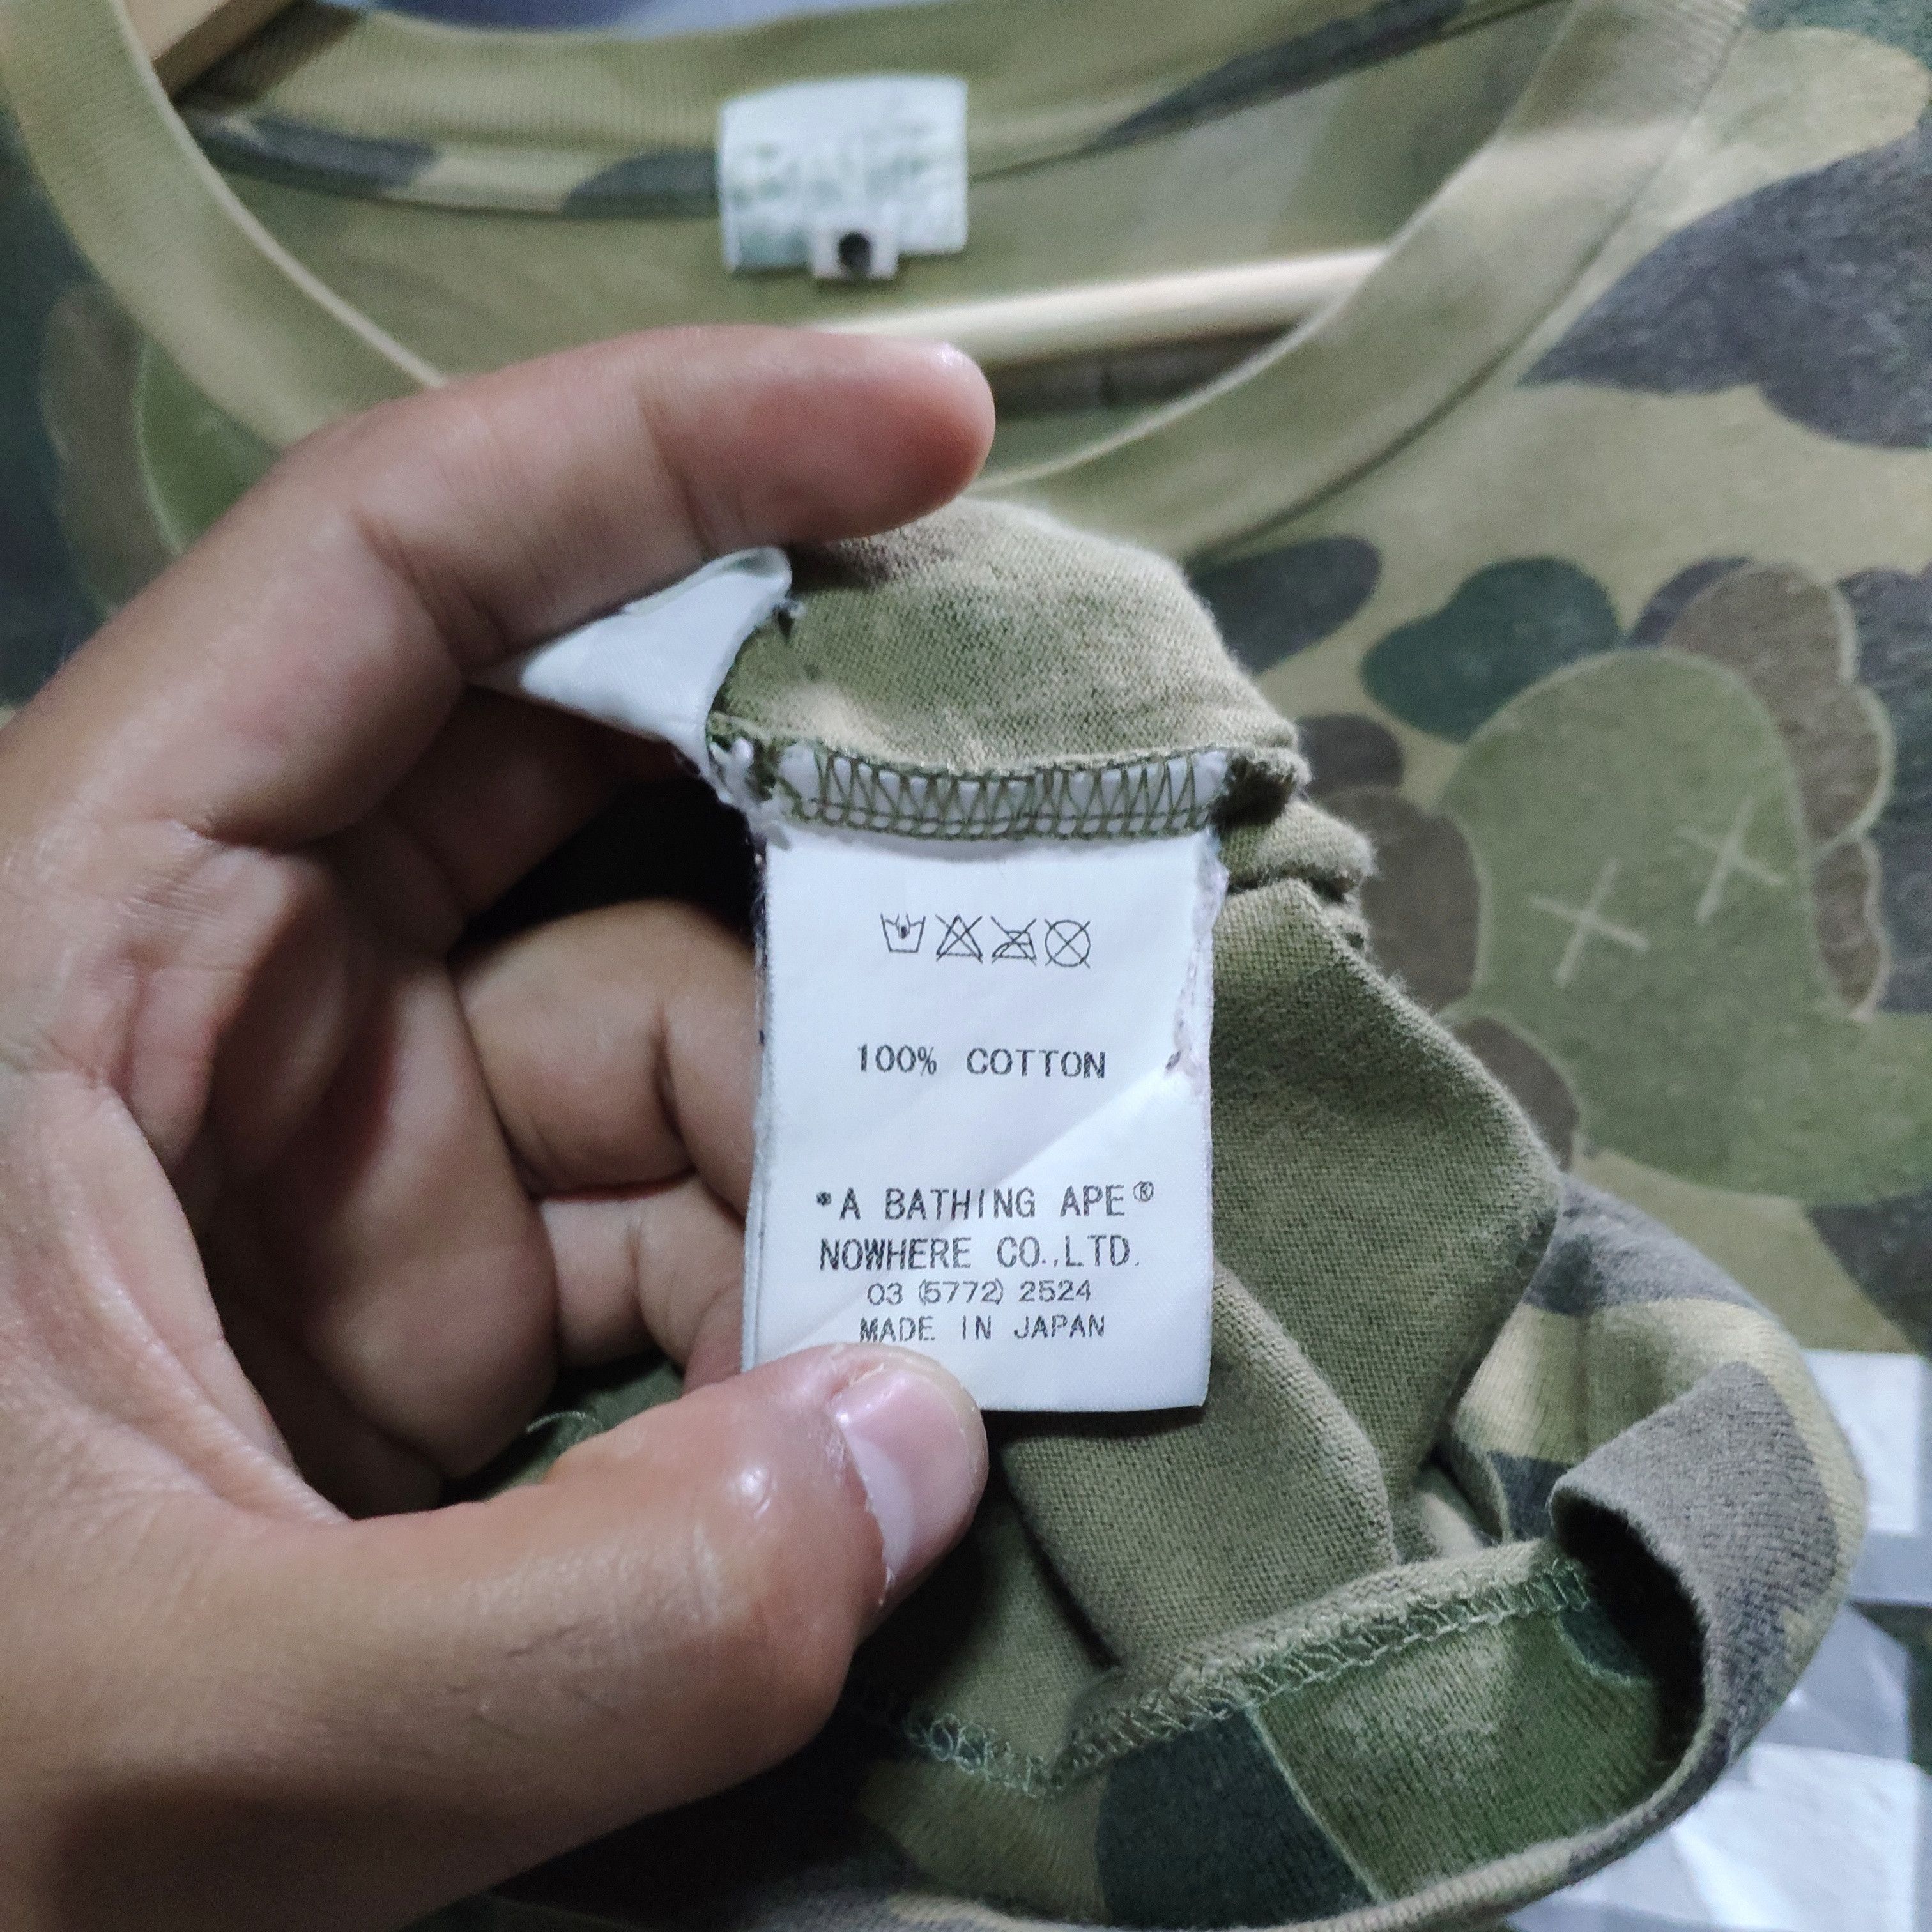 100% COTTON
*A BATHING APE®
NOWHERE CO.,LTD.
03 (5772) 2524
MADE IN JAPAN